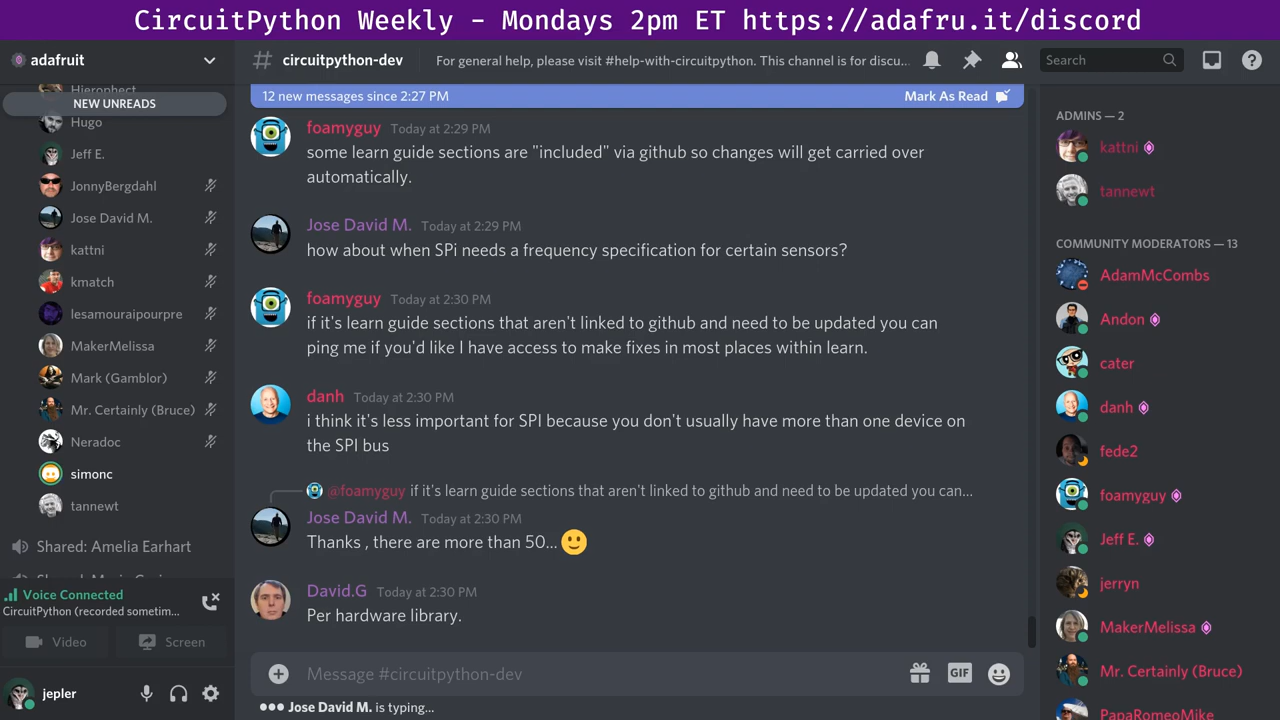 CircuitPython Weekly - Mondays 2pm ET https://adafru.it/discord
adafruit
Hierophect
NEW UNREADS
Hugo
Jeff E.
JonnyBergdahl
Jose David M.
kattni
kmatch
lesamouraipourpre
MakerMelissa
Mark (Gamblor)
Mr. Certainly (Bruce)
Neradoc
simonc
tannewt
Shared: Amelia Earhart
Voice Connected
CircuitPython (recorded sometim...
Video
Screen
jepler
# circuitpython-dev
For general help, please visit #help-with-circuitpython. This channel is for discu...
Search
12 new messages since 2:27 PM
Mark As Read
foamyguy Today at 2:29 PM
some learn guide sections are "included" via github so changes will get carried over
automatically.
Jose David M. Today at 2:29 PM
how about when SPi needs a frequency specification for certain sensors?
foamyguy Today at 2:30 PM
if it's learn guide sections that aren't linked to github and need to be updated you can
ping me if you'd like I have access to make fixes in most places within learn.
danh Today at 2:30 PM
i think it's less important for SPI because you don't usually have more than one device on
the SPI bus
@foamyguy if it's learn guide sections that aren't linked to github and need to be updated you can...
Jose David M. Today at 2:30 PM
Thanks , there are more than 50... 🙂
David.G Today at 2:30 PM
Per hardware library.
Message #circuitpython-dev
GIF
Jose David M. is typing...
ADMINS — 2
kattni
tannewt
COMMUNITY MODERATORS — 13
AdamMcCombs
Andon
cater
danh
fede2
foamyguy
Jeff E.
jerryn
MakerMelissa
Mr. Certainly (Bruce)
PapaRomeoMike